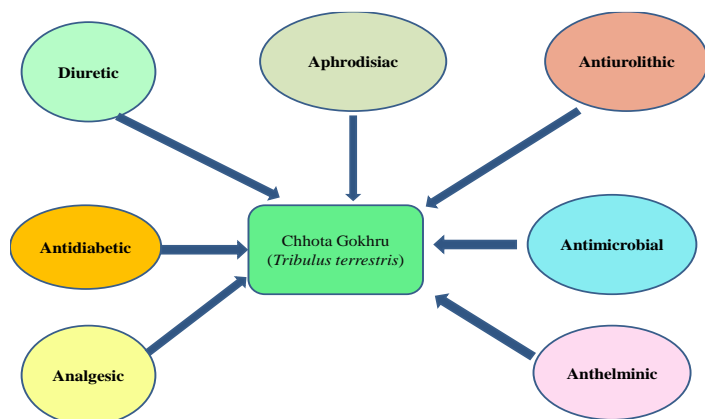 Diuretic
Aphrodisiac
Antiurolithic
Antidiabetic
Chhota Gokhru
(Tribulus terrestris)
Antimicrobial
Analgesic
Anthelminic